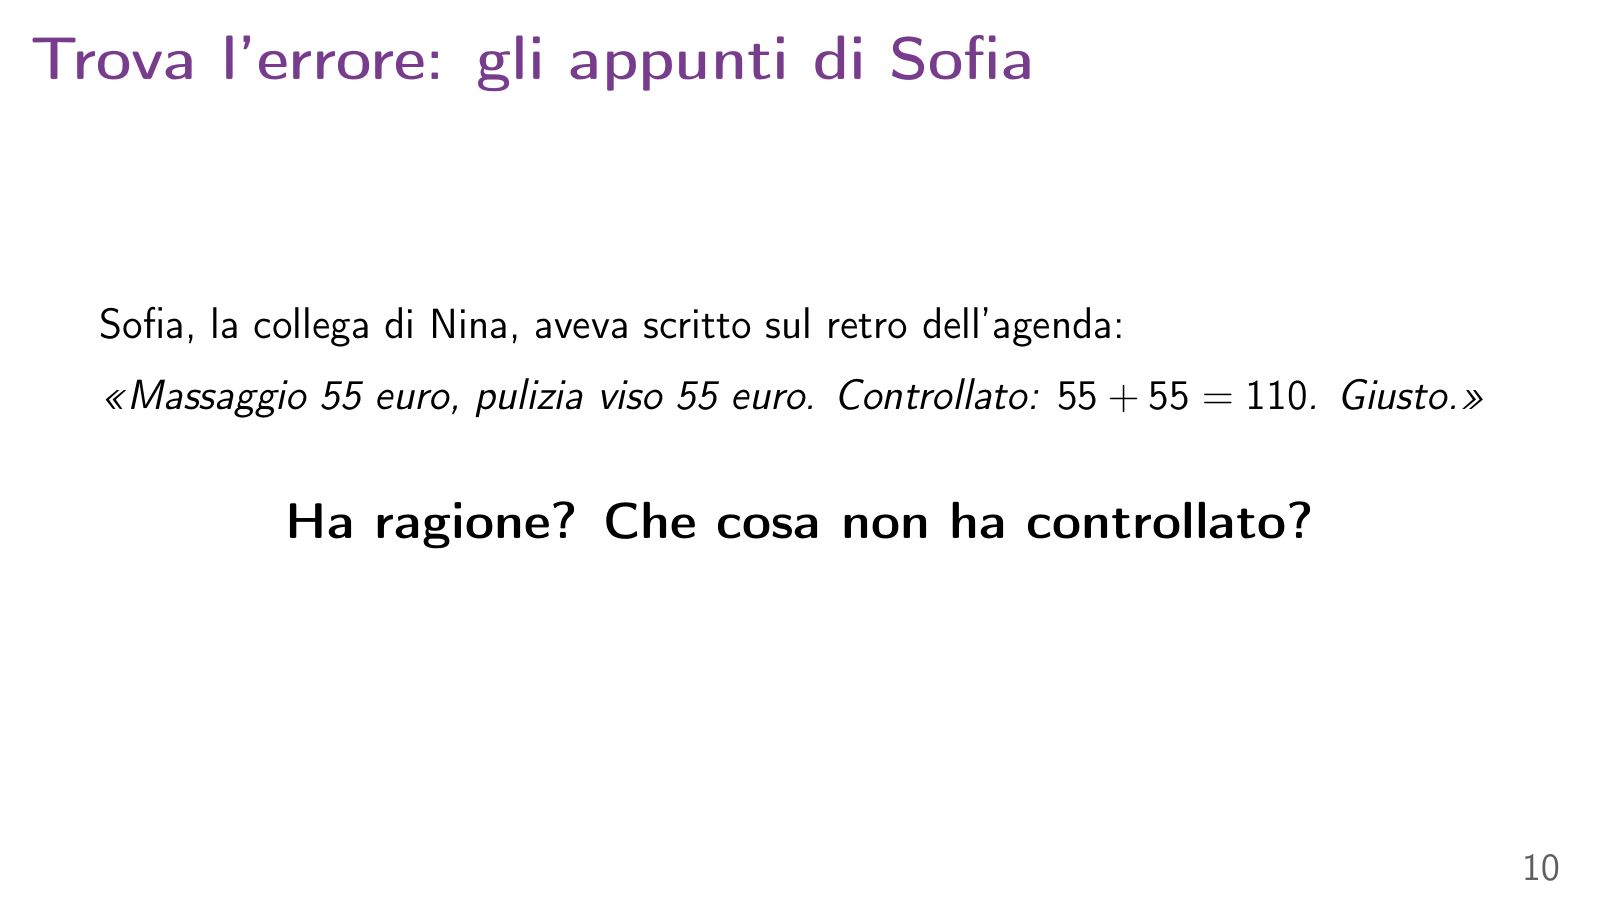 Trova l'errore: gli appunti di Sofia
Sofia, la collega di Nina, aveva scritto sul retro dell'agenda:
«Massaggio 55 euro, pulizia viso 55 euro. Controllato: 55 + 55 = 110. Giusto.»
Ha ragione? Che cosa non ha controllato?
10